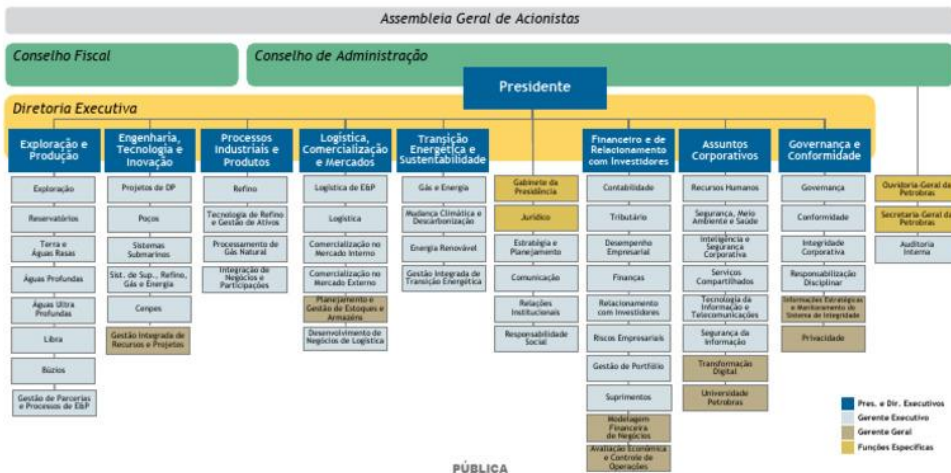 Assembleia Geral de Acionistas
Conselho Fiscal
Conselho de Administração
Presidente
Diretoria Executiva
Exploração e
Produção
Exploração
Reservatórios
Terra e
Águas Rasas
Águas Profundas
Águas Ultra
Profundas
Libra
Búzios
Gestão de Parcerias
e Processos de E&P
Engenharia,
Tecnologia e
Inovação
Projetos de DP
Poços
Sistemas
Submarinos
Sist. de Sup., Refino,
Gás e Energia
Cenpes
Gestão Integrada de
Recursos e Projetos
Processos
Industriais e
Produtos
Refino
Tecnologia de Refino
e Gestão de Ativos
Processamento de
Gás Natural
Integração de
Negócios e
Participações
Logística,
Comercialização
e Mercados
Logística de E&P
Logística
Comercialização no
Mercado Interno
Comercialização no
Mercado Externo
Planejamento e
Gestão de Estoques e
Armazéns
Desenvolvimento de
Negócios de Logística
Transição
Energética e
Sustentabilidade
Gás e Energia
Mudança Climática e
Descarbonização
Energia Renovável
Gestão Integrada de
Transição Energética
Gabinete da
Presidência
Jurídico
Estratégia e
Planejamento
Comunicação
Relações
Institucionais
Responsabilidade
Social
Financeiro e de
Relacionamento
com Investidores
Contabilidade
Tributário
Desempenho
Empresarial
Finanças
Relacionamento
com Investidores
Riscos Empresariais
Gestão de Portfólio
Suprimentos
Modelagem
Financeira
de Negócios
Avaliação Econômica
e Controle de
Operações
Assuntos
Corporativos
Recursos Humanos
Segurança, Meio
Ambiente e Saúde
Inteligência e
Segurança
Corporativa
Serviços
Compartilhados
Tecnologia da
Informação e
Telecomunicações
Segurança da
Informação
Transformação
Digital
Universidade
Petrobras
Governança e
Conformidade
Governança
Conformidade
Integridade
Corporativa
Responsabilização
Disciplinar
Informações Estratégicas
e Monitoramento do
Sistema de Integridade
Privacidade
Ouvidoria-Geral da
Petrobras
Secretaria-Geral da
Petrobras
Auditoria
Interna
Pres. e Dir. Executivos
Gerente Executivo
Gerente Geral
Funções Específicas
PÚBLICA